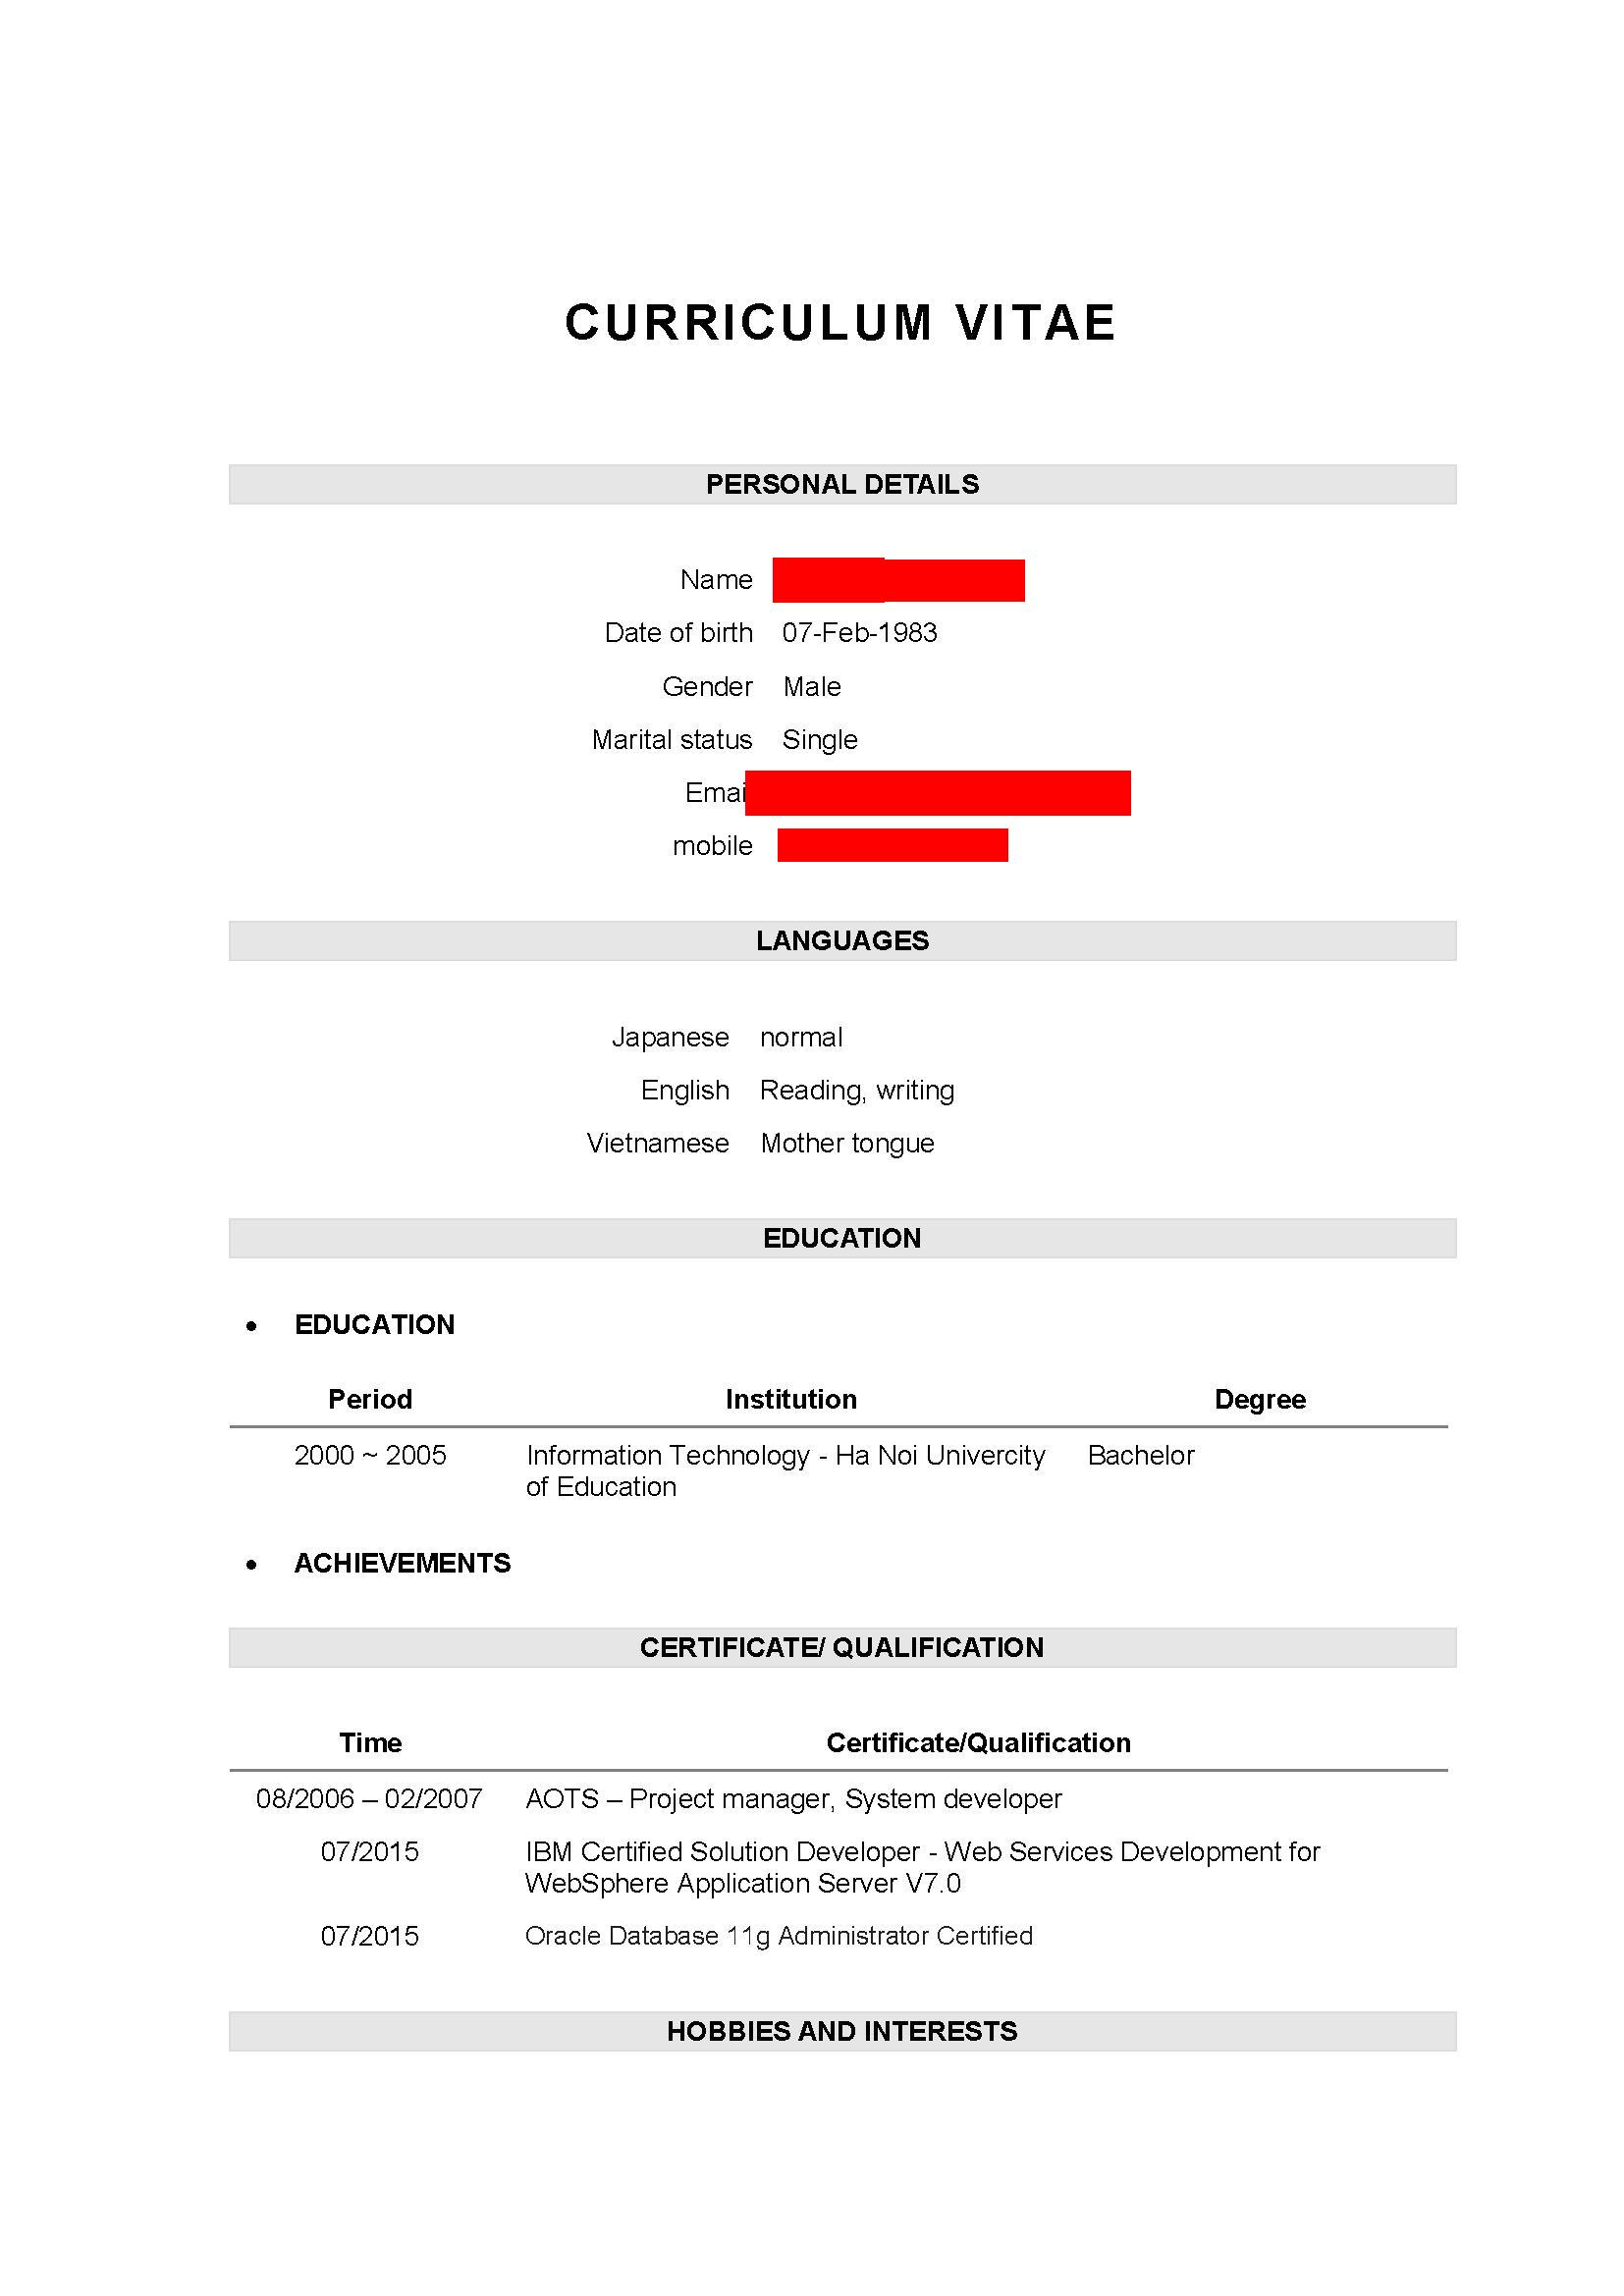 CURRICULUM VITAE
PERSONAL DETAILS
Name
Date of birth 07-Feb-1983
Gender Male
Marital status Single
Emai
mobile
LANGUAGES
Japanese normal
English Reading, writing
Vietnamese Mother tongue
EDUCATION
• EDUCATION
Period Institution Degree
2000 ~ 2005 Information Technology - Ha Noi Univercity Bachelor
of Education
• ACHIEVEMENTS
CERTIFICATE/ QUALIFICATION
Time Certificate/Qualification
08/2006 – 02/2007 AOTS – Project manager, System developer
07/2015 IBM Certified Solution Developer - Web Services Development for
WebSphere Application Server V7.0
07/2015 Oracle Database 11g Administrator Certified
HOBBIES AND INTERESTS